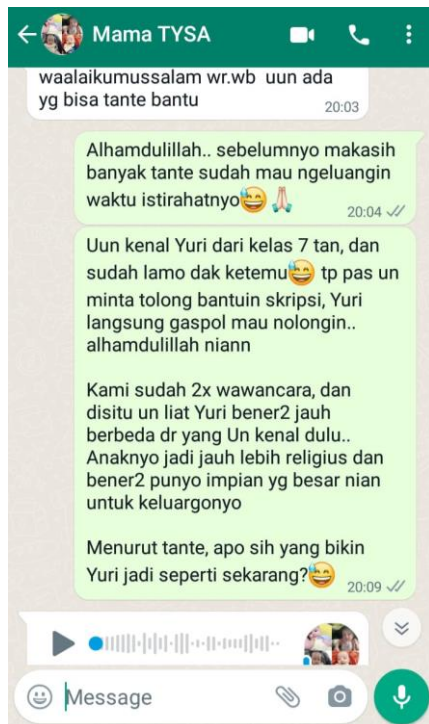 Mama TYSA
waalaikumussalam wr.wb uun ada
yg bisa tante bantu
20:03
Alhamdulillah.. sebelumnyo makasih
banyak tante sudah mau ngeluangin
waktu istirahatnyo😅🙏🏻
20:04
Uun kenal Yuri dari kelas 7 tan, dan
sudah lamo dak ketemu😅 tp pas un
minta tolong bantuin skripsi, Yuri
langsung gaspol mau nolongin..
alhamdulillah niann
Kami sudah 2x wawancara, dan
disitu un liat Yuri bener2 jauh
berbeda dr yang Un kenal dulu..
Anaknyo jadi jauh lebih religius dan
bener2 punyo impian yg besar nian
untuk keluargonyo
Menurut tante, apo sih yang bikin
Yuri jadi seperti sekarang?😅
20:09
Message